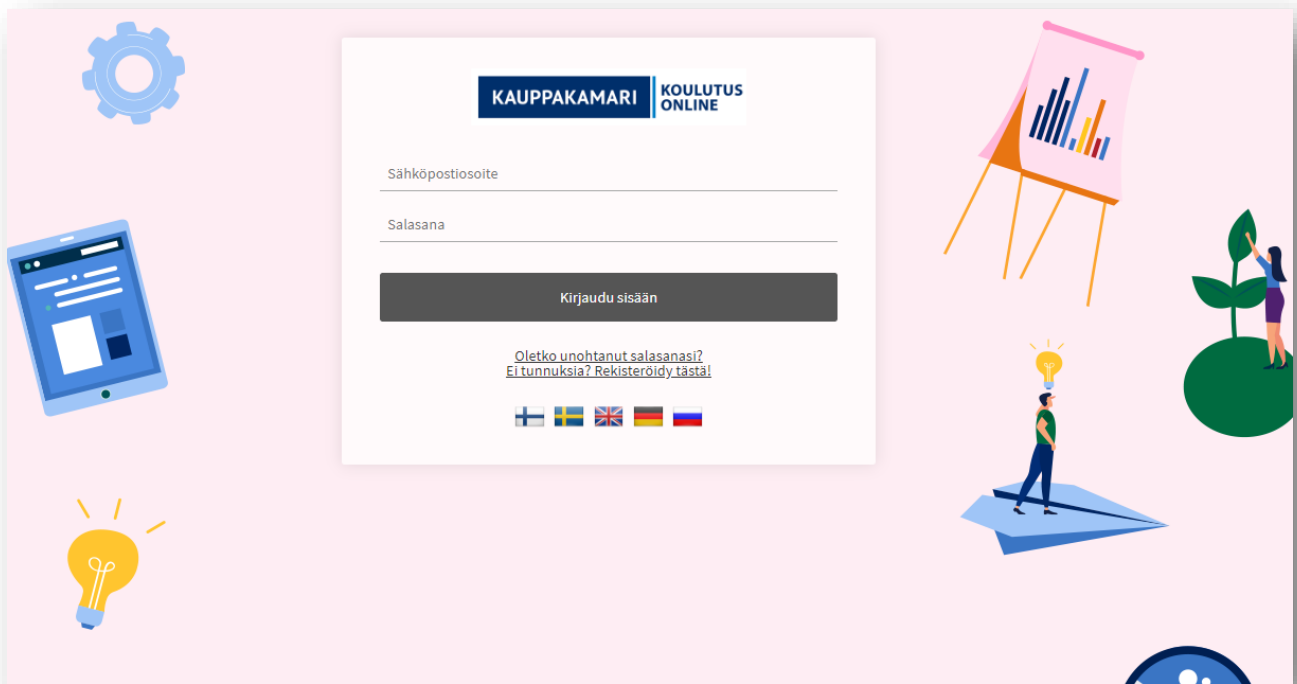 KAUPPAKAMARI
KOULUTUS
ONLINE
Sähköpostiosoite
Salasana
Kirjaudu sisään
Oletko unohtanut salasanasi?
Ei tunnuksia? Rekisteröidy tästä!